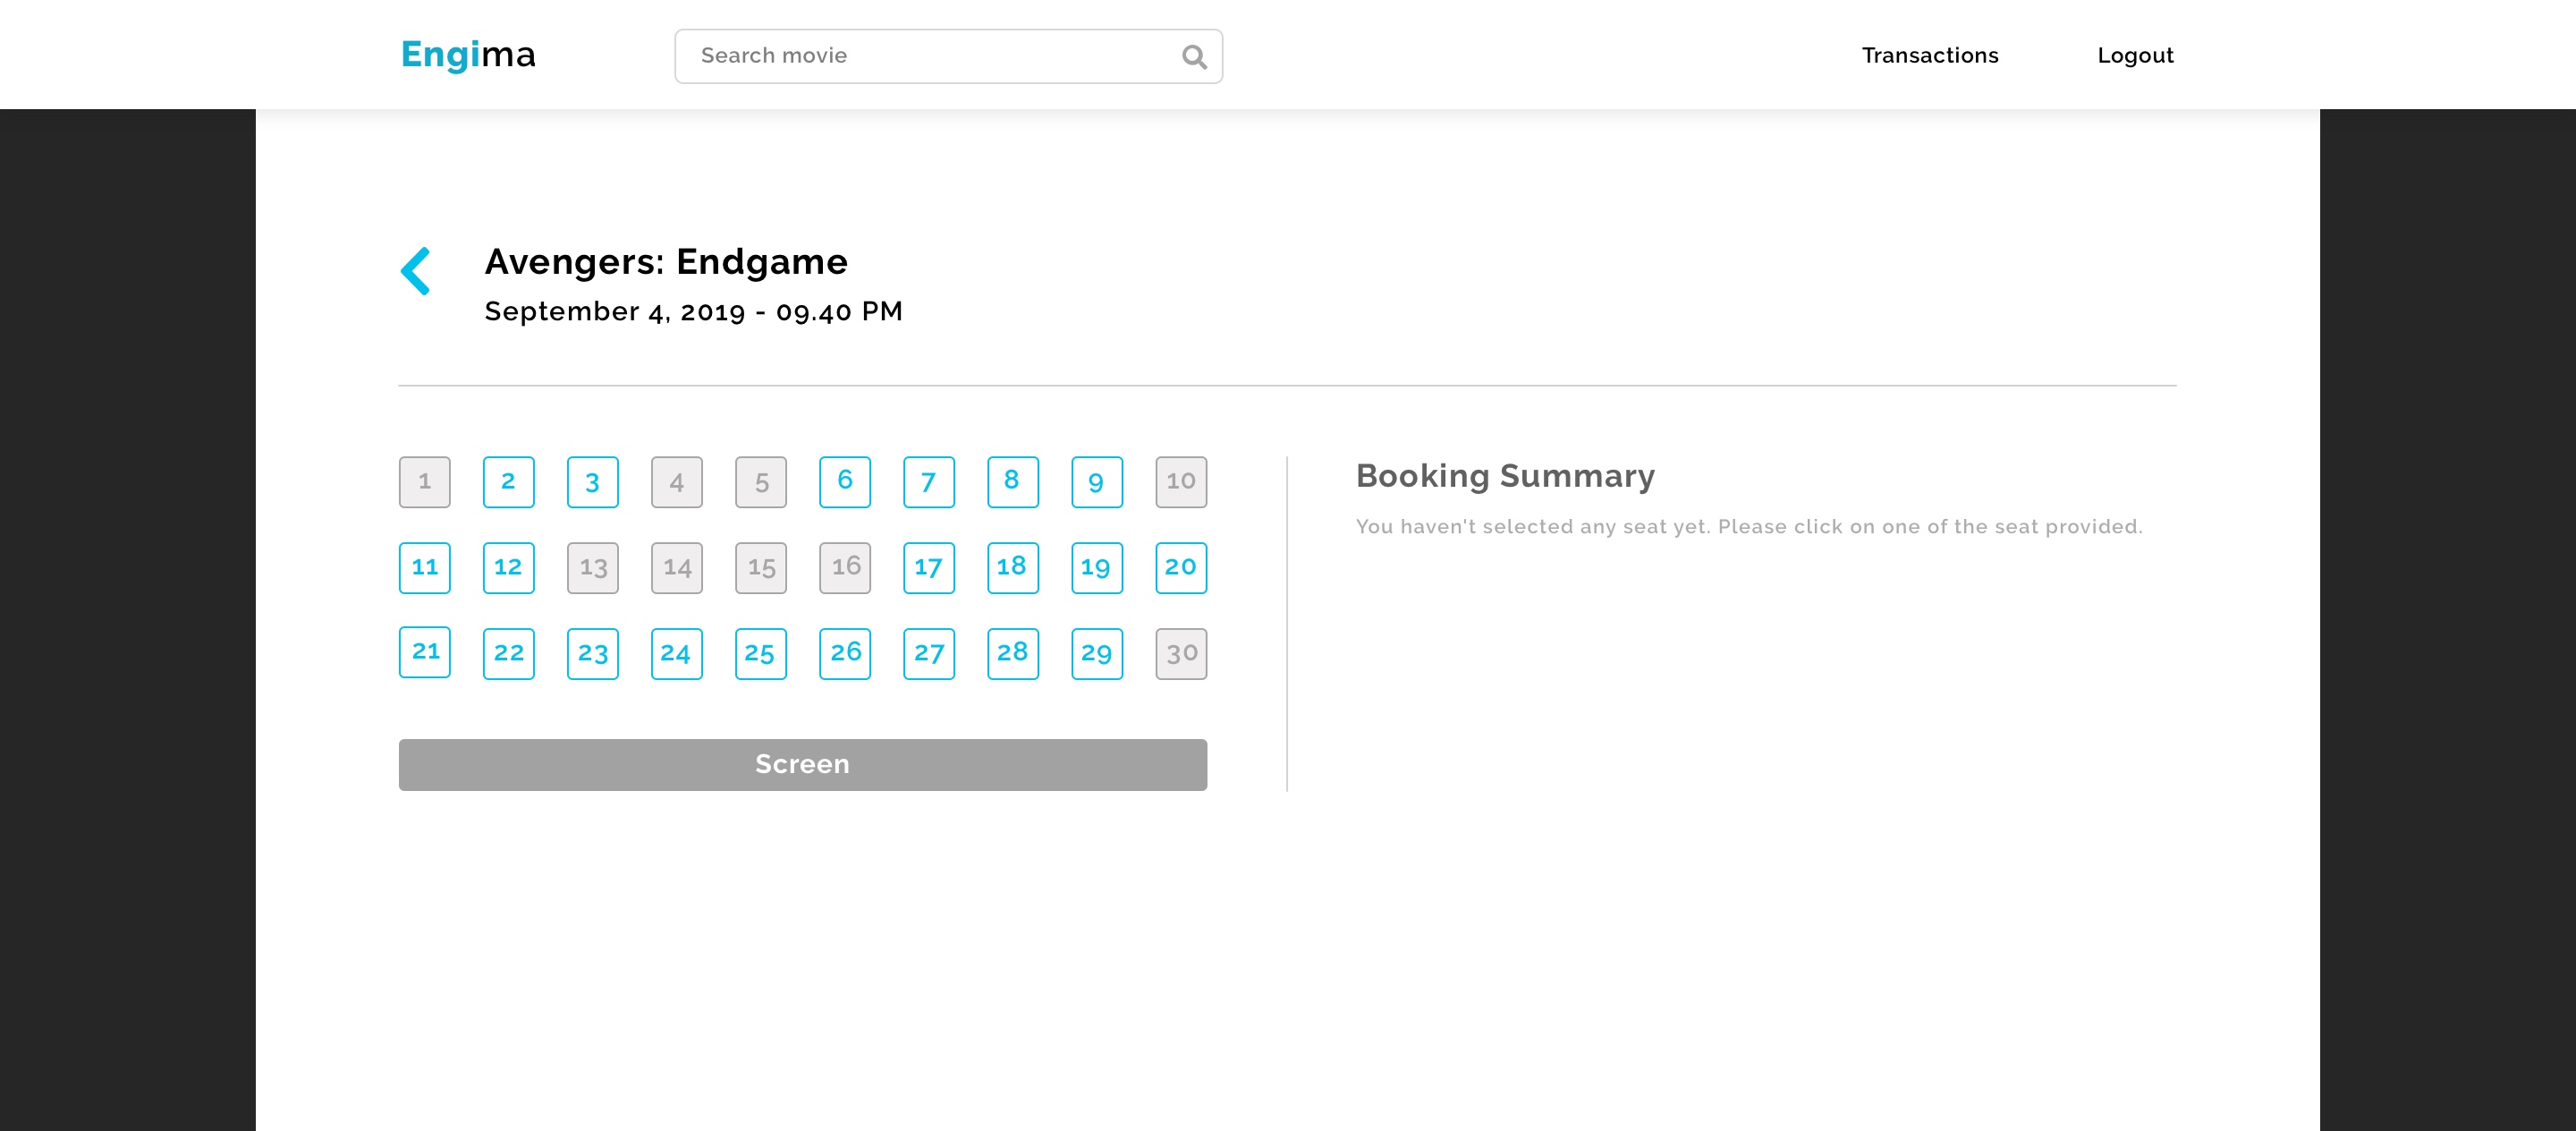 Engima
Search movie
Transactions
Logout
Avengers: Endgame
September 4, 2019 - 09.40 PM
1 2 3 4 5 6 7 8 9 10
11 12 13 14 15 16 17 18 19 20
21 22 23 24 25 26 27 28 29 30
Screen
Booking Summary
You haven't selected any seat yet. Please click on one of the seat provided.